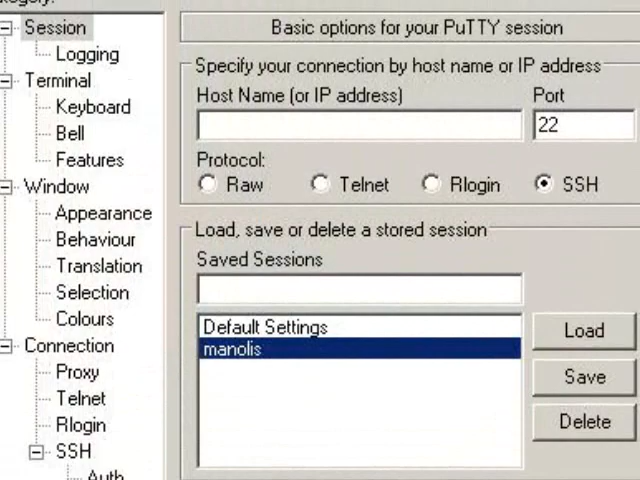 Session
Logging
Terminal
Keyboard
Bell
Features
Window
Appearance
Behaviour
Translation
Selection
Colours
Connection
Proxy
Telnet
Rlogin
SSH
Auth
Basic options for your PuTTY session
Specify your connection by host name or IP address
Host Name (or IP address) Port
22
Protocol:
Raw Telnet Rlogin SSH
Load, save or delete a stored session
Saved Sessions
Default Settings
manolis
Load
Save
Delete